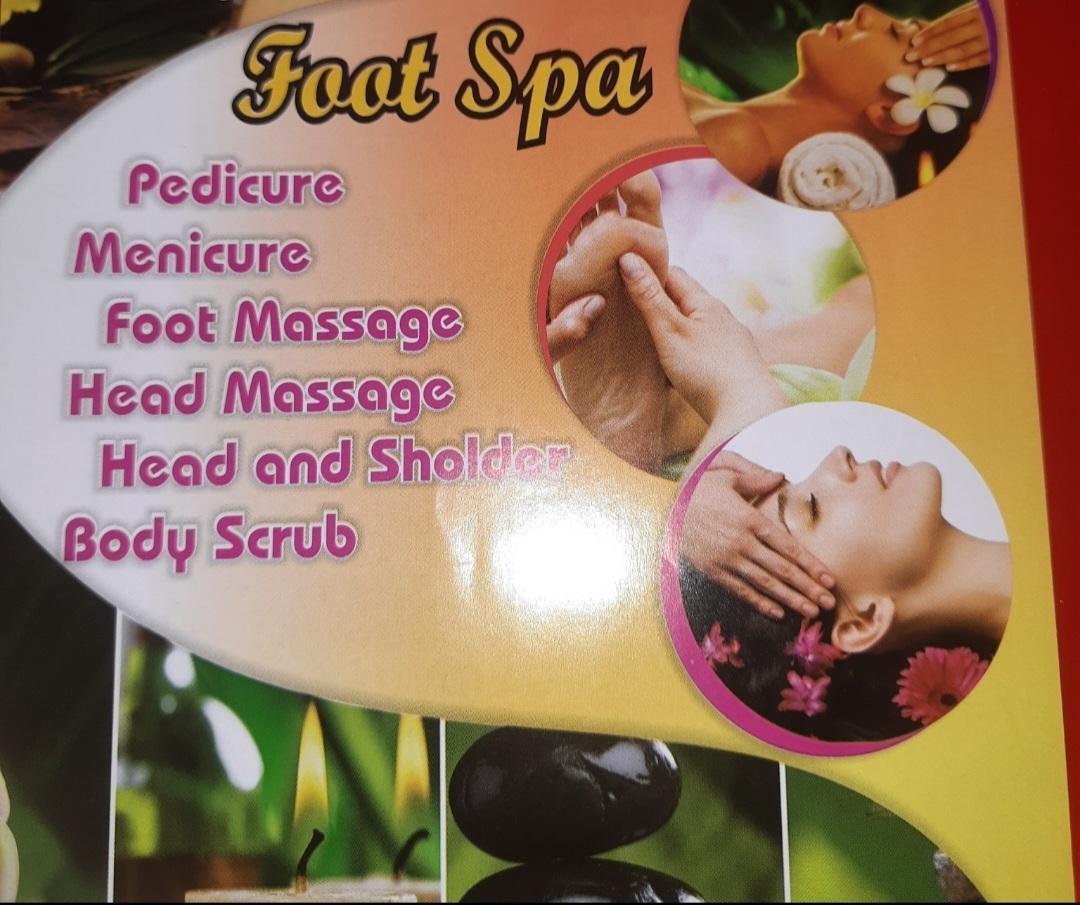 Foot Spa
Pedicure
Menicure
Foot Massage
Head Massage
Head and Sholder
Body Scrub